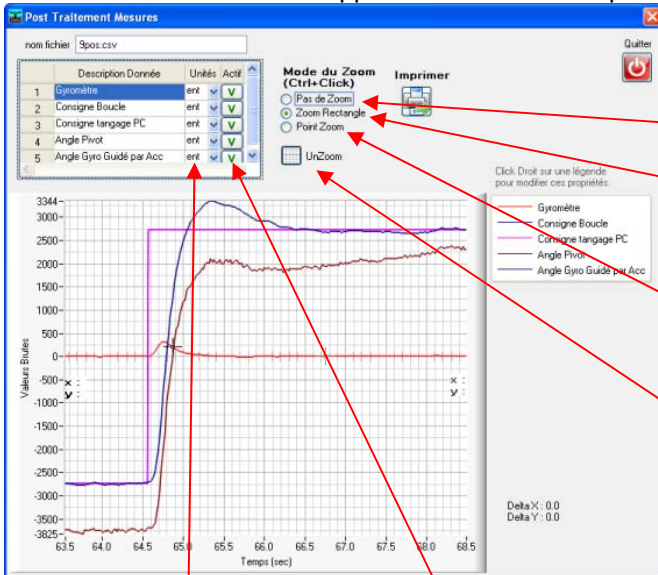 Post Traitement Mesures
nom fichier 9pos.csv
Quitter
Description Donnée Unités Actif
1 Gyromètre ent V
2 Consigne Boucle ent V
3 Consigne tangage PC ent V
4 Angle Pivot ent V
5 Angle Gyro Guidé par Acc ent V
Mode du Zoom
(Ctrl+Click)
Pas de Zoom
Zoom Rectangle
Point Zoom
UnZoom
Imprimer
Click Droit sur une légende
pour modifier ces propriétés.
Gyromètre
Consigne Boucle
Consigne tangage PC
Angle Pivot
Angle Gyro Guidé par Acc
Valeurs Brutes
3344
3000
2500
2000
1500
1000
500
0
-500
-1000
-1500
-2000
-2500
-3000
-3500
-3825
x :
y :
x :
y :
63.5 64.0 64.5 65.0 65.5 66.0 66.5 67.0 67.5 68.0 68.5
Temps (sec)
Delta X : 0.0
Delta Y : 0.0